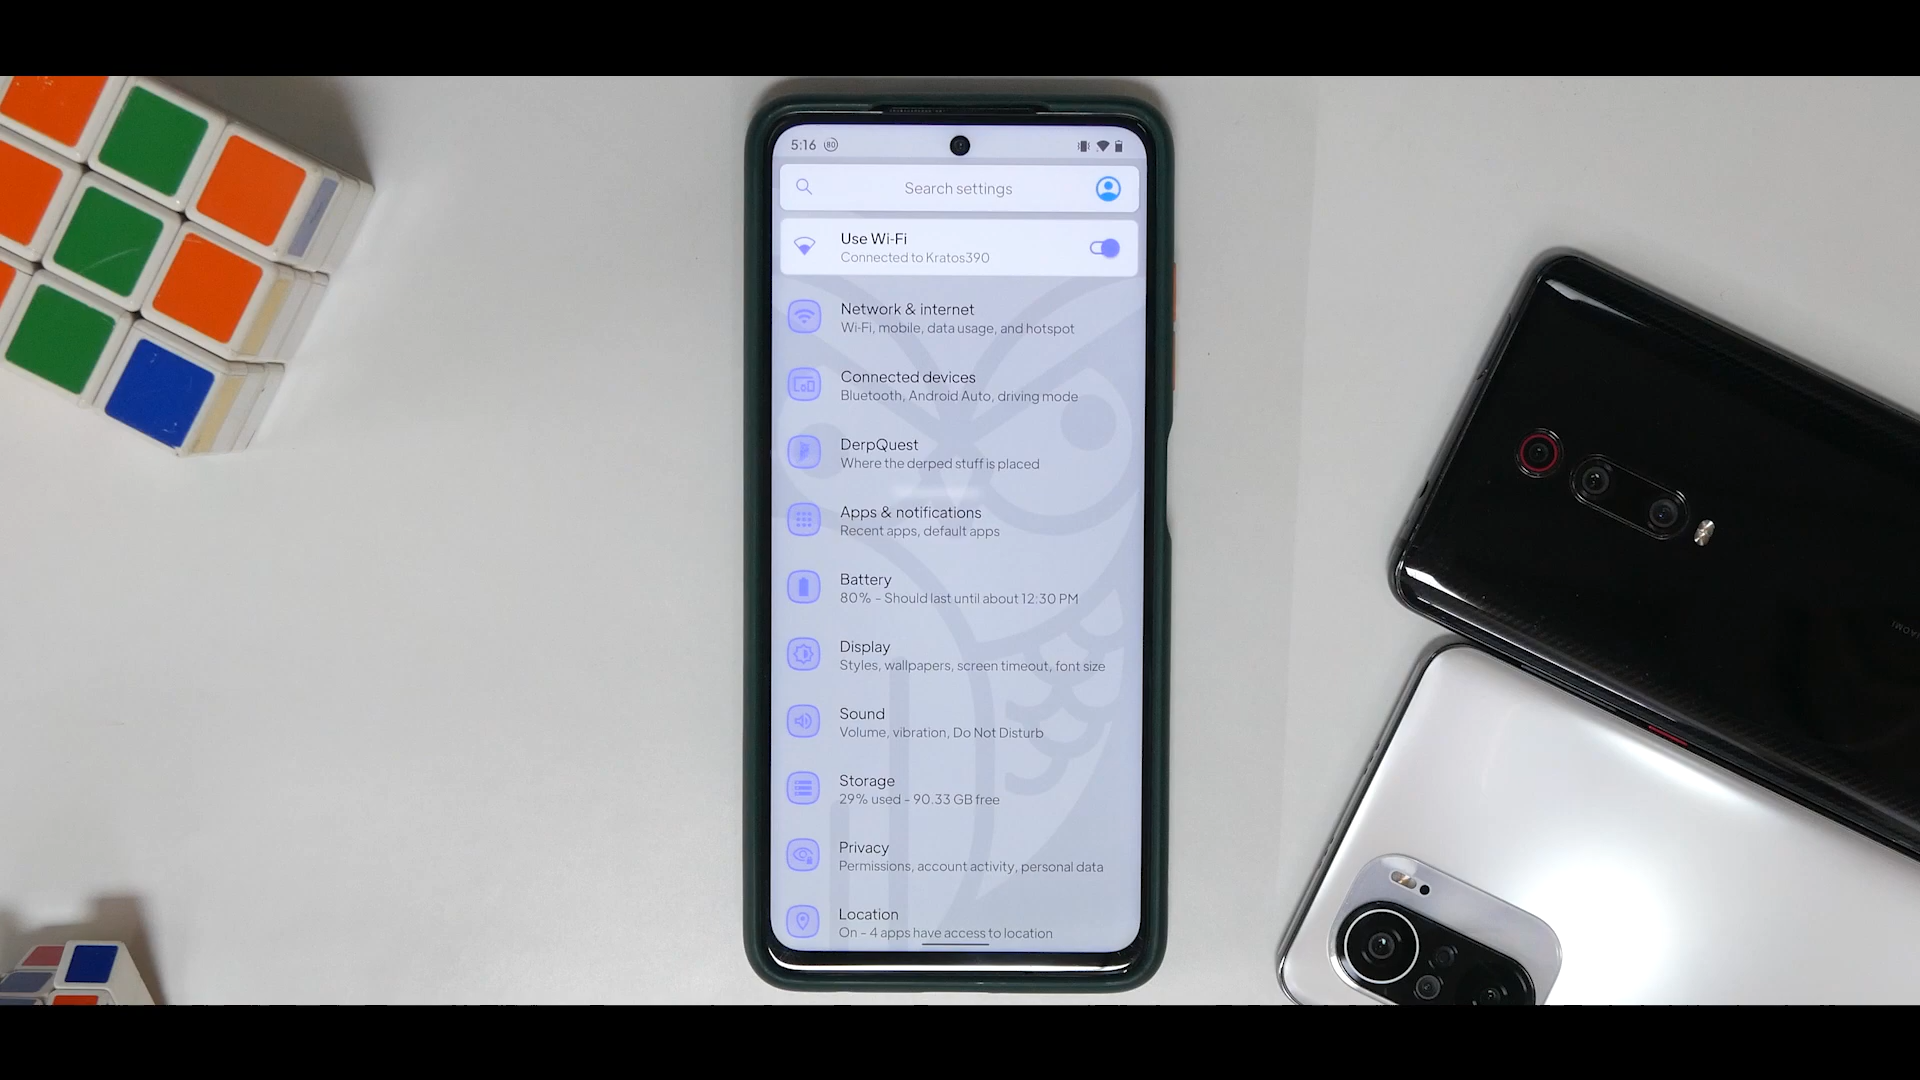 5:16 80
Search settings
Use Wi-Fi
Connected to Kratos390
Network & internet
Wi-Fi, mobile, data usage, and hotspot
Connected devices
Bluetooth, Android Auto, driving mode
DerpQuest
Where the derped stuff is placed
Apps & notifications
Recent apps, default apps
Battery
80% - Should last until about 12:30 PM
Display
Styles, wallpapers, screen timeout, font size
Sound
Volume, vibration, Do Not Disturb
Storage
29% used - 90.33 GB free
Privacy
Permissions, account activity, personal data
Location
On - 4 apps have access to location
XIAOMI